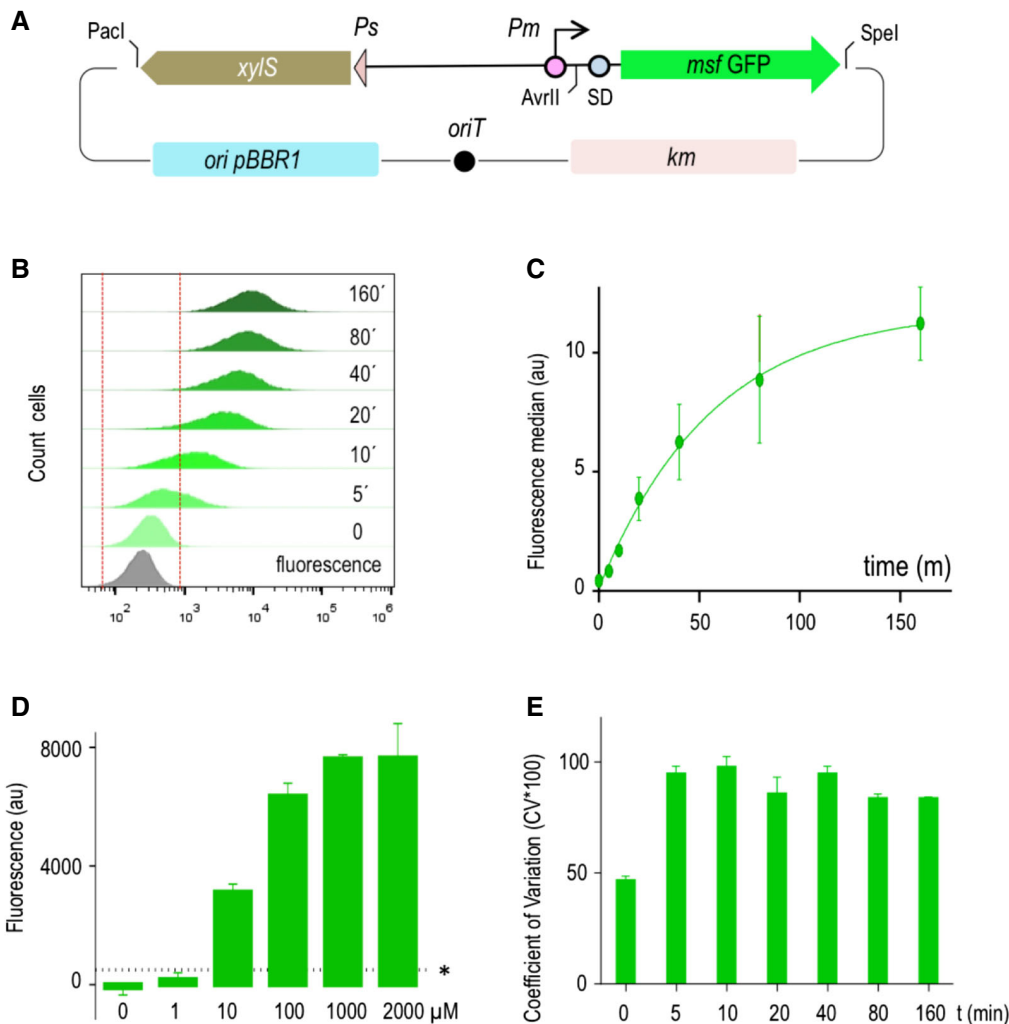 A
PacI
Ps
Pm
SpeI
xylS
msf GFP
AvrII
SD
oriT
ori pBBR1
km
B
Count cells
160´
80´
40´
20´
10´
5´
0
fluorescence
10² 10³ 10⁴ 10⁵ 10⁶
C
Fluorescence median (au)
10
5
0
time (m)
0 50 100 150
D
Fluorescence (au)
8000
4000
0
*
0 1 10 100 1000 2000 µM
E
Coefficient of Variation (CV*100)
100
50
0
0 5 10 20 40 80 160 t (min)